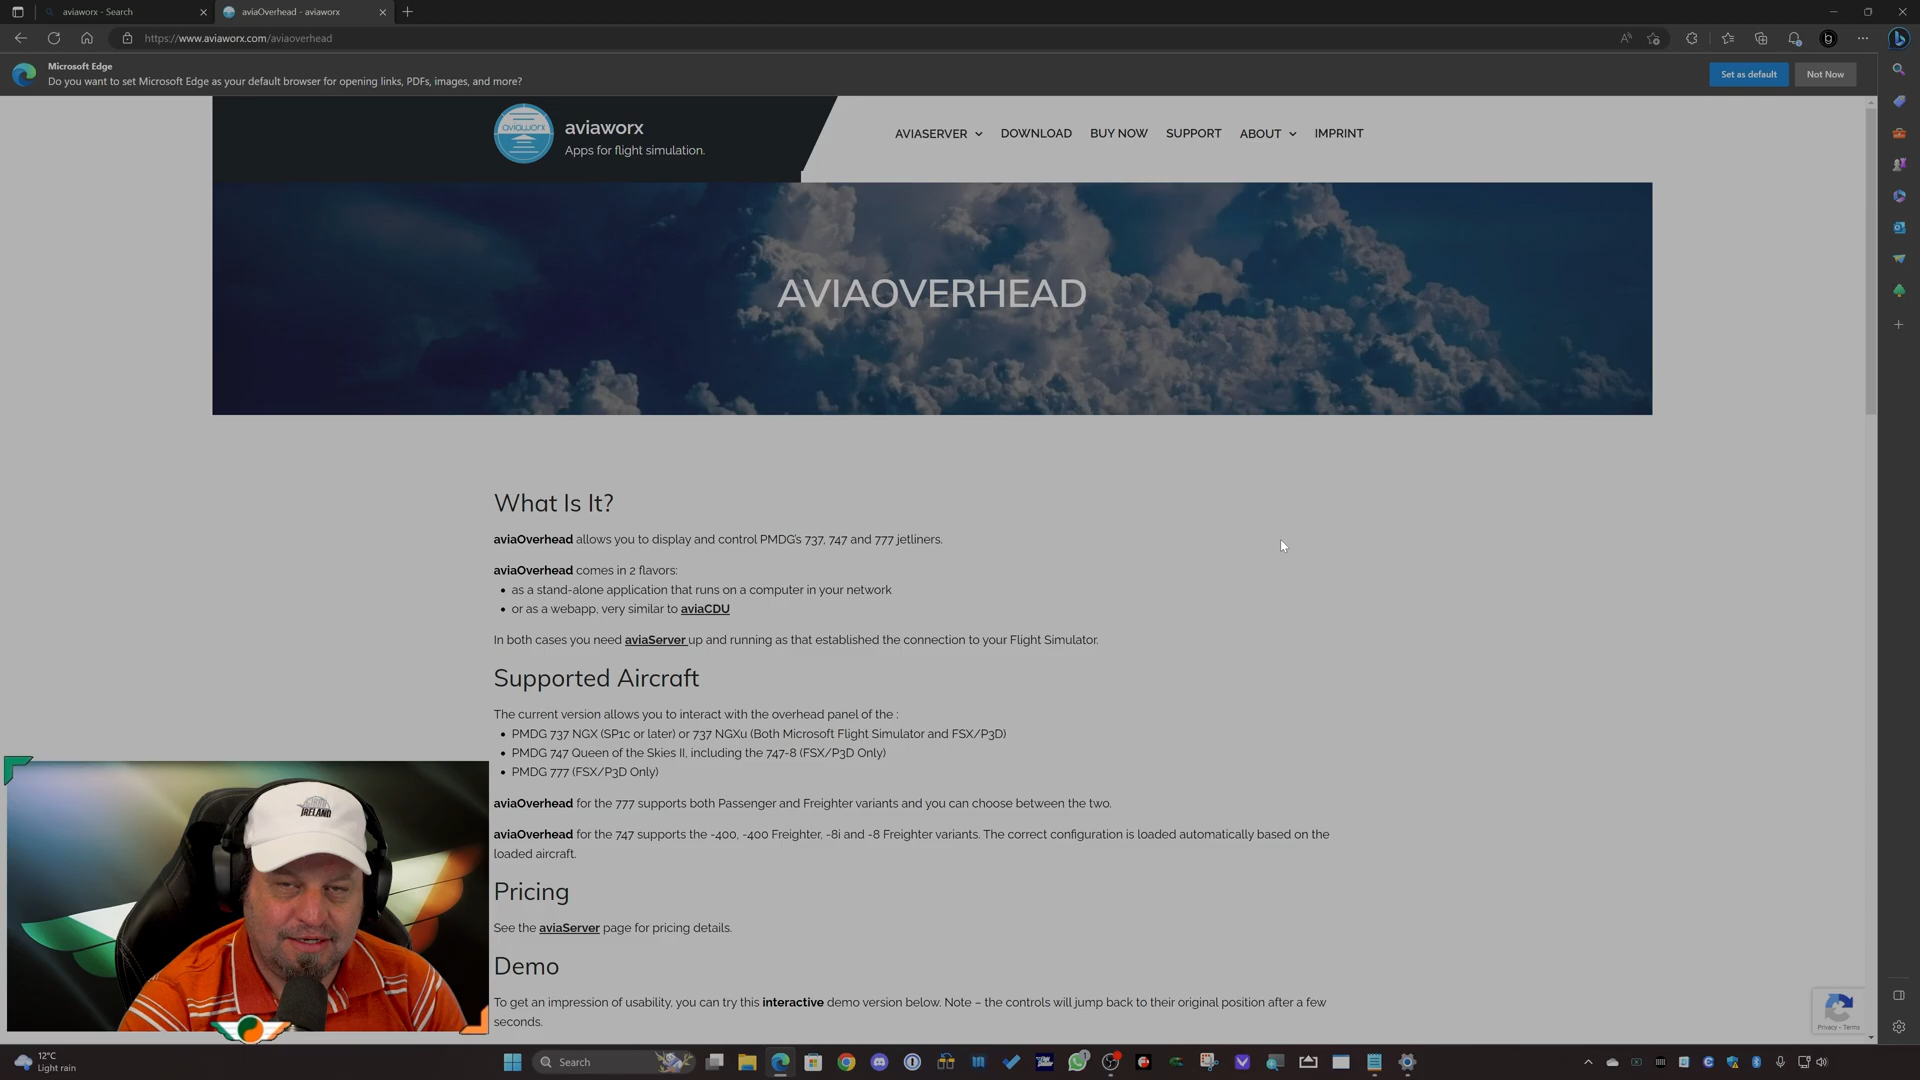 aviaworx - Search
aviaOverhead - aviaworx
https://www.aviaworx.com/aviaoverhead
Microsoft Edge
Do you want to set Microsoft Edge as your default browser for opening links, PDFs, images, and more?
Set as default
Not Now
aviaworx
aviaworx
Apps for flight simulation.
AVIASERVER
DOWNLOAD
BUY NOW
SUPPORT
ABOUT
IMPRINT
AVIAOVERHEAD
What Is It?
aviaOverhead allows you to display and control PMDG's 737, 747 and 777 jetliners.
aviaOverhead comes in 2 flavors:
• as a stand-alone application that runs on a computer in your network
• or as a webapp, very similar to aviaCDU
In both cases you need aviaServer up and running as that established the connection to your Flight Simulator.
Supported Aircraft
The current version allows you to interact with the overhead panel of the :
• PMDG 737 NGX (SP1c or later) or 737 NGXu (Both Microsoft Flight Simulator and FSX/P3D)
• PMDG 747 Queen of the Skies II, including the 747-8 (FSX/P3D Only)
• PMDG 777 (FSX/P3D Only)
aviaOverhead for the 777 supports both Passenger and Freighter variants and you can choose between the two.
aviaOverhead for the 747 supports the -400, -400 Freighter, -8i and -8 Freighter variants. The correct configuration is loaded automatically based on the
loaded aircraft.
Pricing
See the aviaServer page for pricing details.
Demo
To get an impression of usability, you can try this interactive demo version below. Note – the controls will jump back to their original position after a few
seconds.
IRELAND
Privacy - Terms
12°C
Light rain
Search